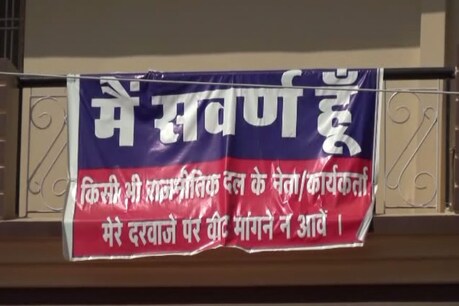 मैं सवर्ण हूँ
किसी भी राजनीतिक दल के नेता/कार्यकर्ता
मेरे दरवाजे पर वोट मांगने न आवें ।